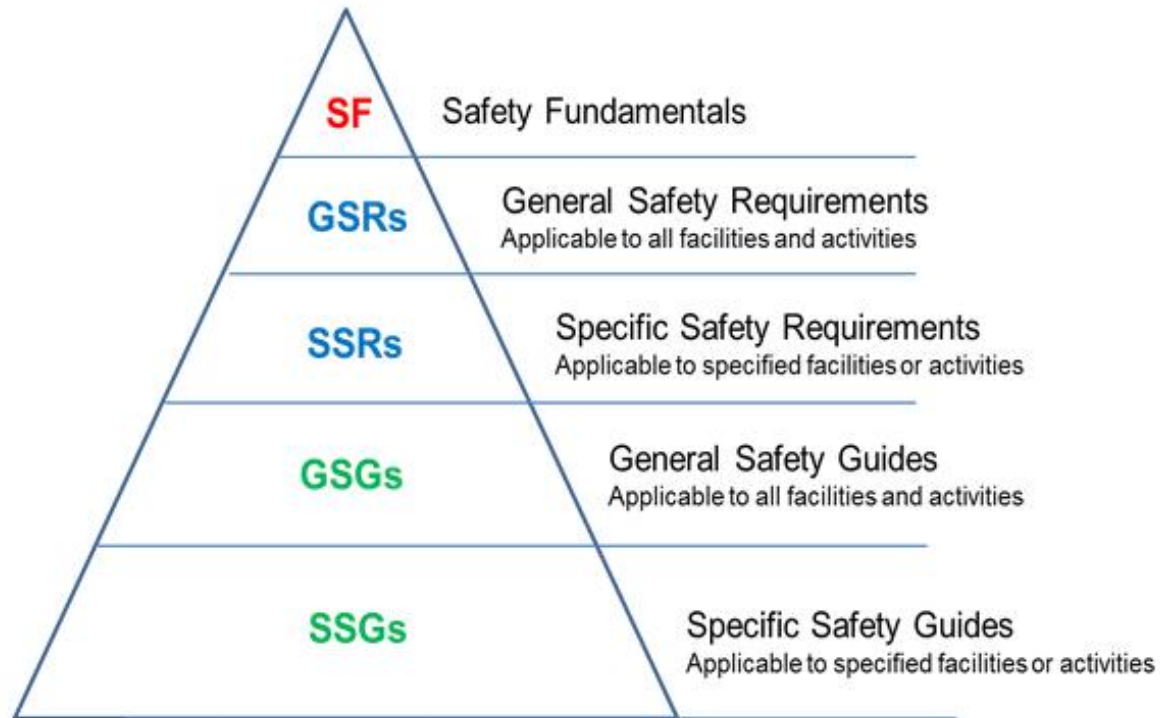 SF
Safety Fundamentals
GSRs
General Safety Requirements
Applicable to all facilities and activities
SSRs
Specific Safety Requirements
Applicable to specified facilities or activities
GSGs
General Safety Guides
Applicable to all facilities and activities
SSGs
Specific Safety Guides
Applicable to specified facilities or activities